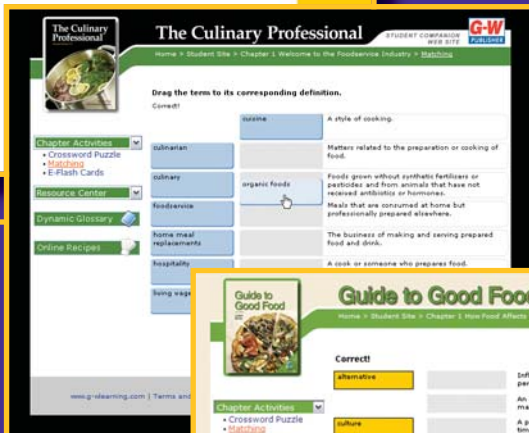 The Culinary
Professional
The Culinary Professional
STUDENT COMPANION
WEB SITE
G-W
PUBLISHER
Home > Student Site > Chapter 1 Welcome to the Foodservice Industry > Matching
Drag the term to its corresponding definition.
Correct!
Chapter Activities
• Crossword Puzzle
• Matching
• E-Flash Cards
Resource Center
Dynamic Glossary
Online Recipes
cuisine
A style of cooking.
culinarian
Matters related to the preparation or cooking of
food.
culinary
organic foods
Foods grown without synthetic fertilizers or
pesticides and from animals that have not
received antibiotics or hormones.
foodservice
Meals that are consumed at home but
professionally prepared elsewhere.
home meal
replacements
The business of making and serving prepared
food and drink.
hospitality
A cook or someone who prepares food.
living wage
www.g-wlearning.com | Terms and
Guide to
Good Food
Guide to Good Foo
Home > Student Site > Chapter 1 How Food Affects
Correct!
Chapter Activities
• Crossword Puzzle
• Matching
alternative
An
culture